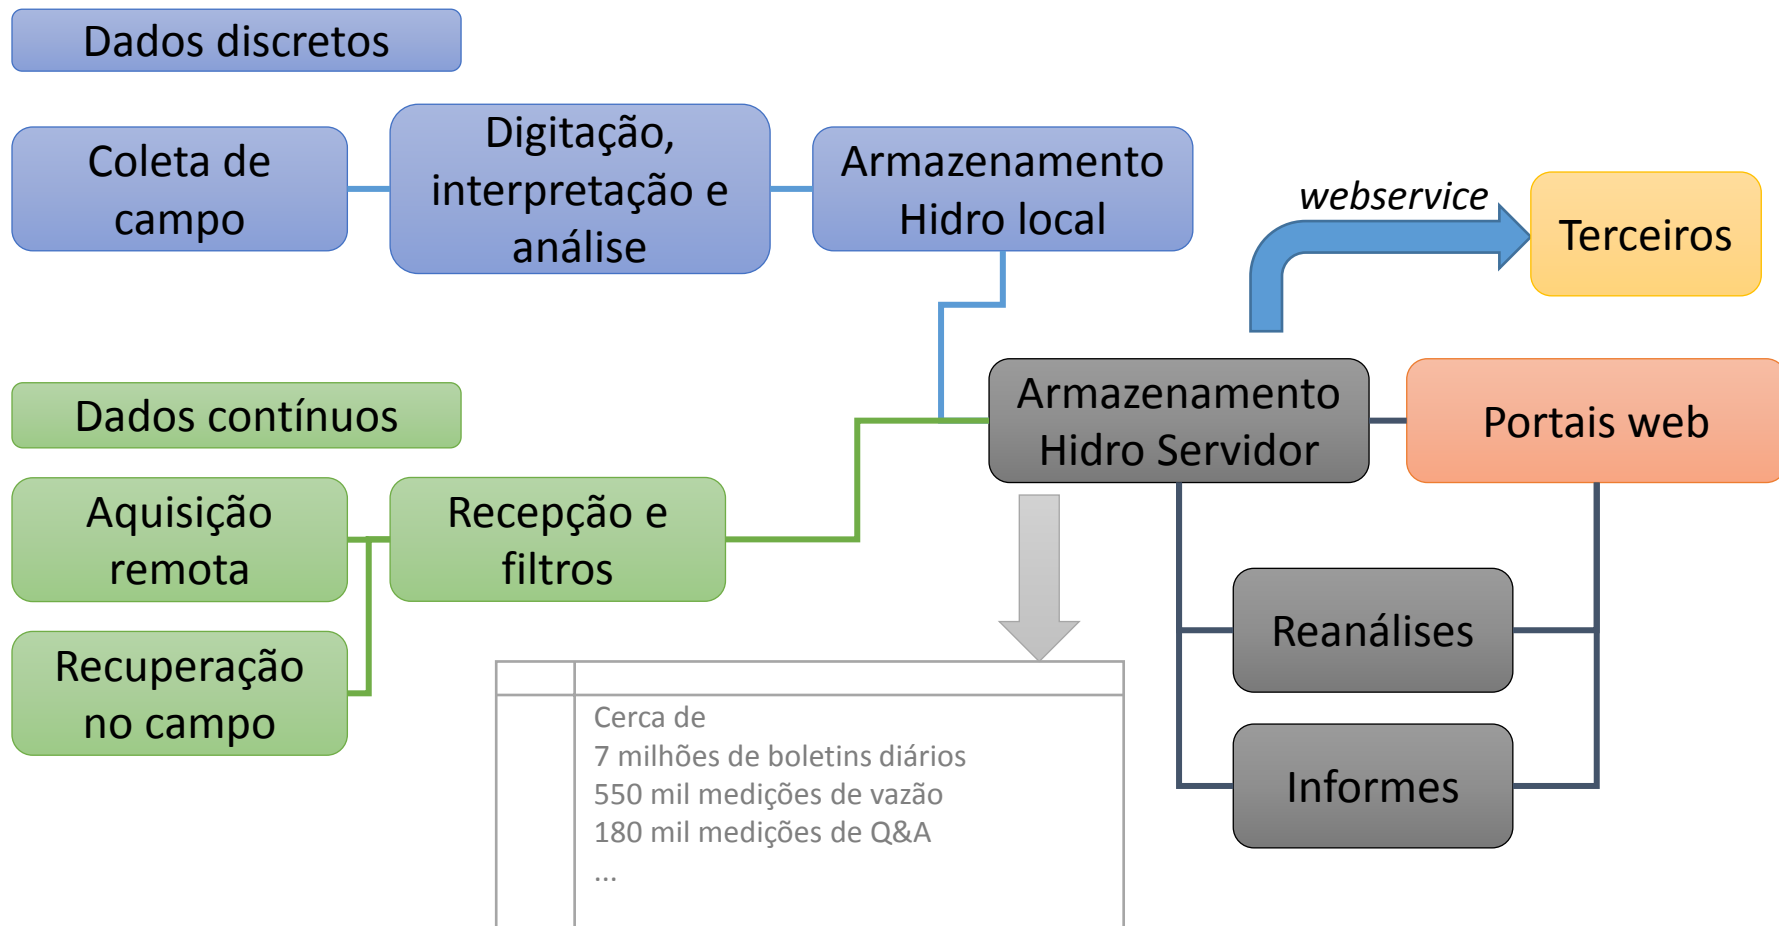 Dados discretos
Coleta de
campo
Digitação,
interpretação e
análise
Armazenamento
Hidro local
webservice
Terceiros
Dados contínuos
Aquisição
remota
Recepção e
filtros
Recuperação
no campo
Armazenamento
Hidro Servidor
Portais web
Reanálises
Informes
Cerca de
7 milhões de boletins diários
550 mil medições de vazão
180 mil medições de Q&A
...